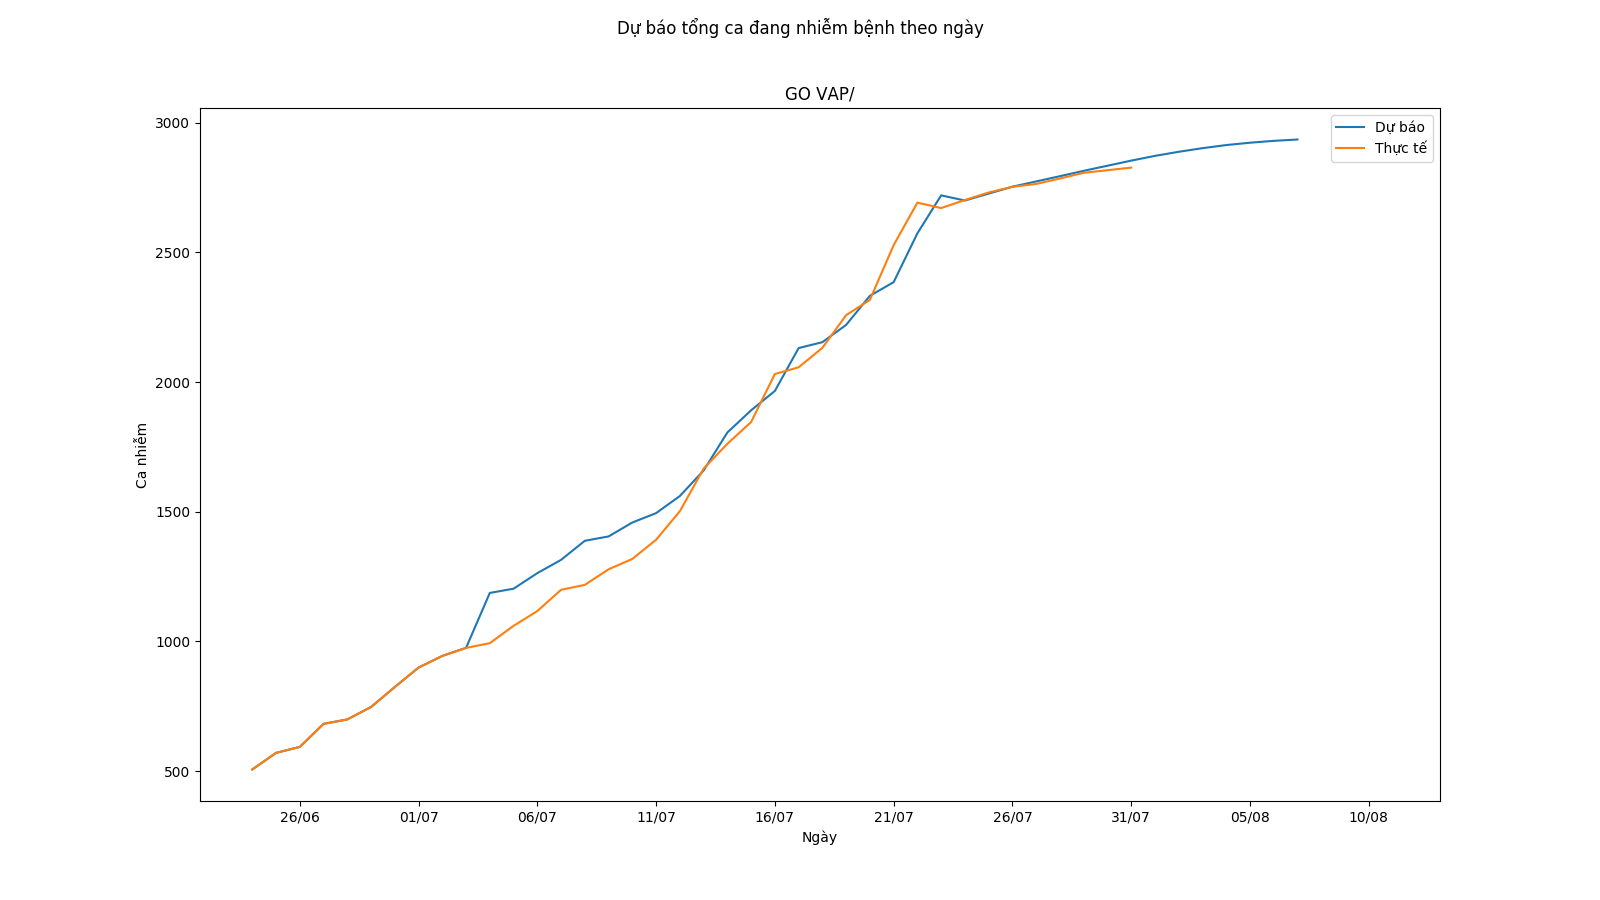 Dự báo tổng ca đang nhiễm bệnh theo ngày
GO VAP/
Dự báo
Thực tế
3000
2500
2000
1500
1000
500
Ca nhiễm
26/06 01/07 06/07 11/07 16/07 21/07 26/07 31/07 05/08 10/08
Ngày